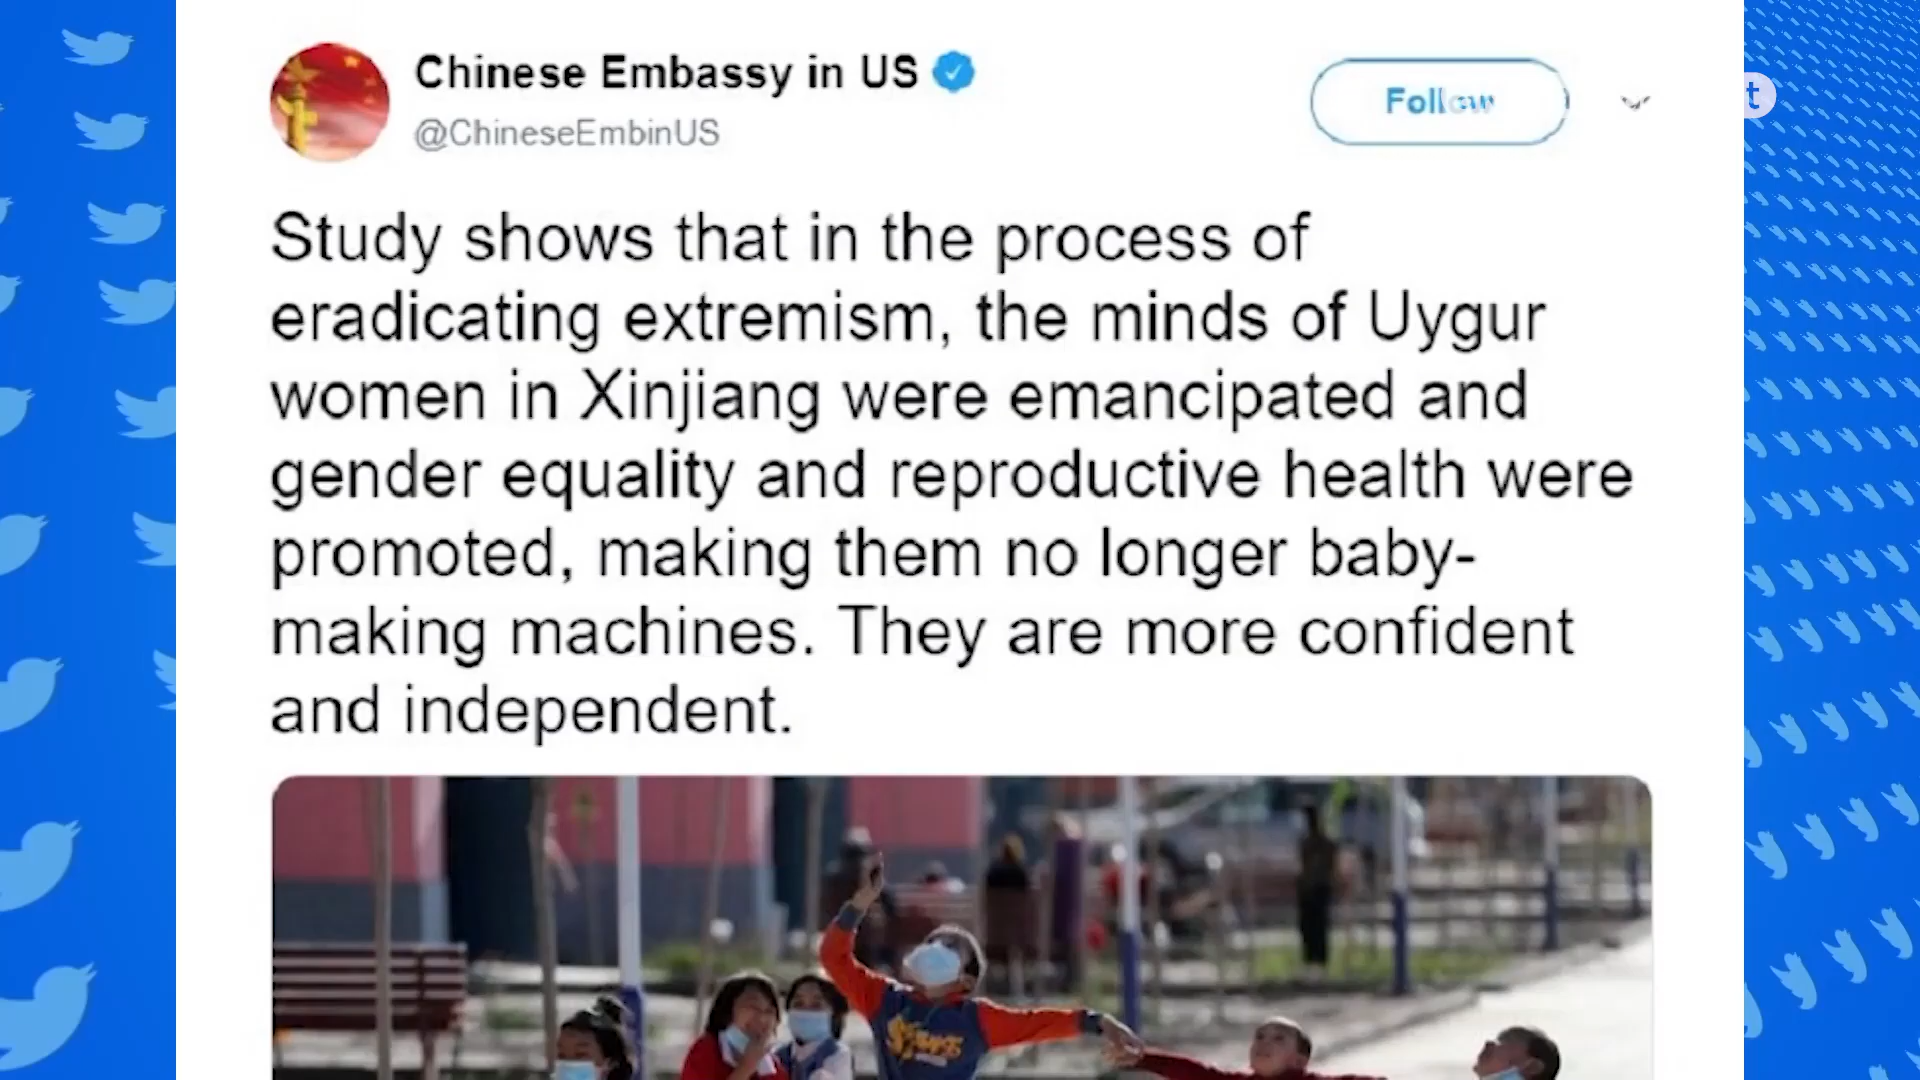 Chinese Embassy in US
@ChineseEmbinUS
Follow
t
Study shows that in the process of
eradicating extremism, the minds of Uygur
women in Xinjiang were emancipated and
gender equality and reproductive health were
promoted, making them no longer baby-
making machines. They are more confident
and independent.